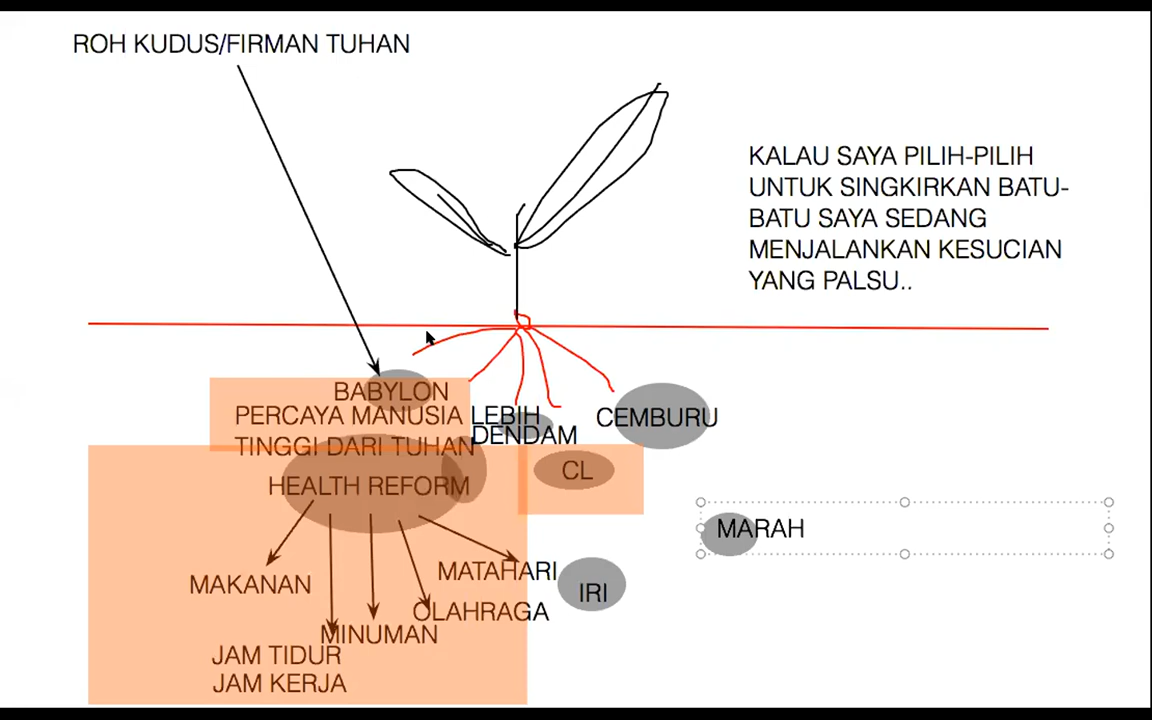 ROH KUDUS/FIRMAN TUHAN
KALAU SAYA PILIH-PILIH
UNTUK SINGKIRKAN BATU-
BATU SAYA SEDANG
MENJALANKAN KESUCIAN
YANG PALSU..
BABYLON
PERCAYA MANUSIA LEBIH
TINGGI DARI TUHAN
DENDAM
CEMBURU
CL
HEALTH REFORM
MARAH
MAKANAN
MATAHARI
IRI
OLAHRAGA
MINUMAN
JAM TIDUR
JAM KERJA